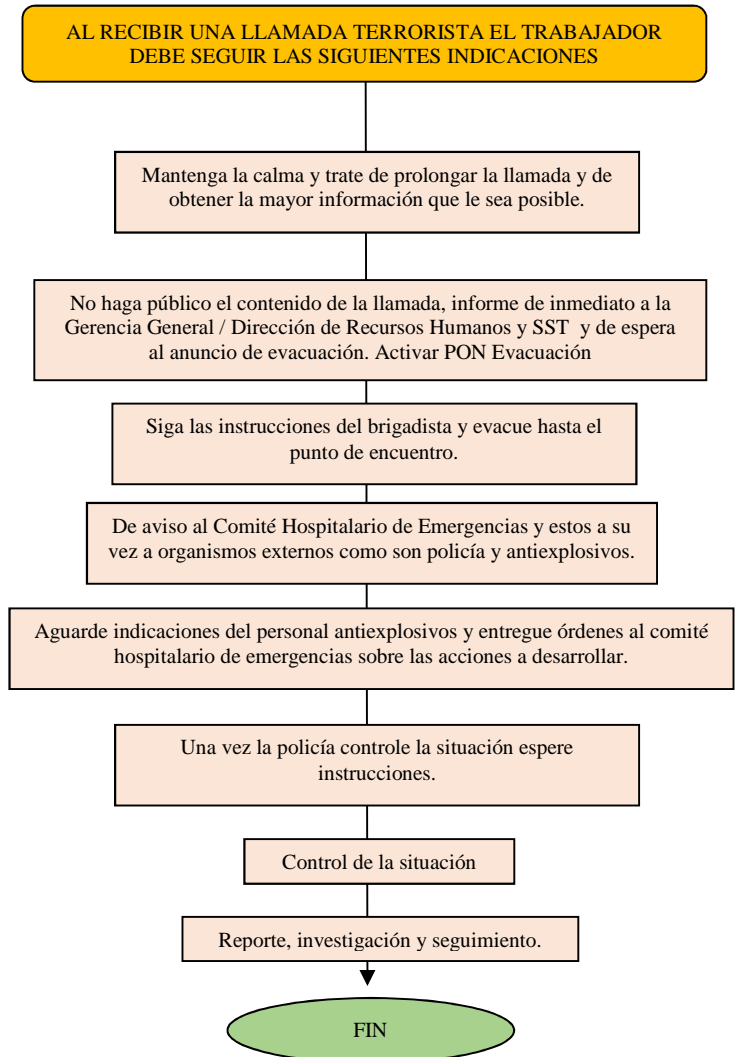 AL RECIBIR UNA LLAMADA TERRORISTA EL TRABAJADOR
DEBE SEGUIR LAS SIGUIENTES INDICACIONES
Mantenga la calma y trate de prolongar la llamada y de
obtener la mayor información que le sea posible.
No haga público el contenido de la llamada, informe de inmediato a la
Gerencia General / Dirección de Recursos Humanos y SST y de espera
al anuncio de evacuación. Activar PON Evacuación
Siga las instrucciones del brigadista y evacue hasta el
punto de encuentro.
De aviso al Comité Hospitalario de Emergencias y estos a su
vez a organismos externos como son policía y antiexplosivos.
Aguarde indicaciones del personal antiexplosivos y entregue órdenes al comité
hospitalario de emergencias sobre las acciones a desarrollar.
Una vez la policía controle la situación espere
instrucciones.
Control de la situación
Reporte, investigación y seguimiento.
FIN